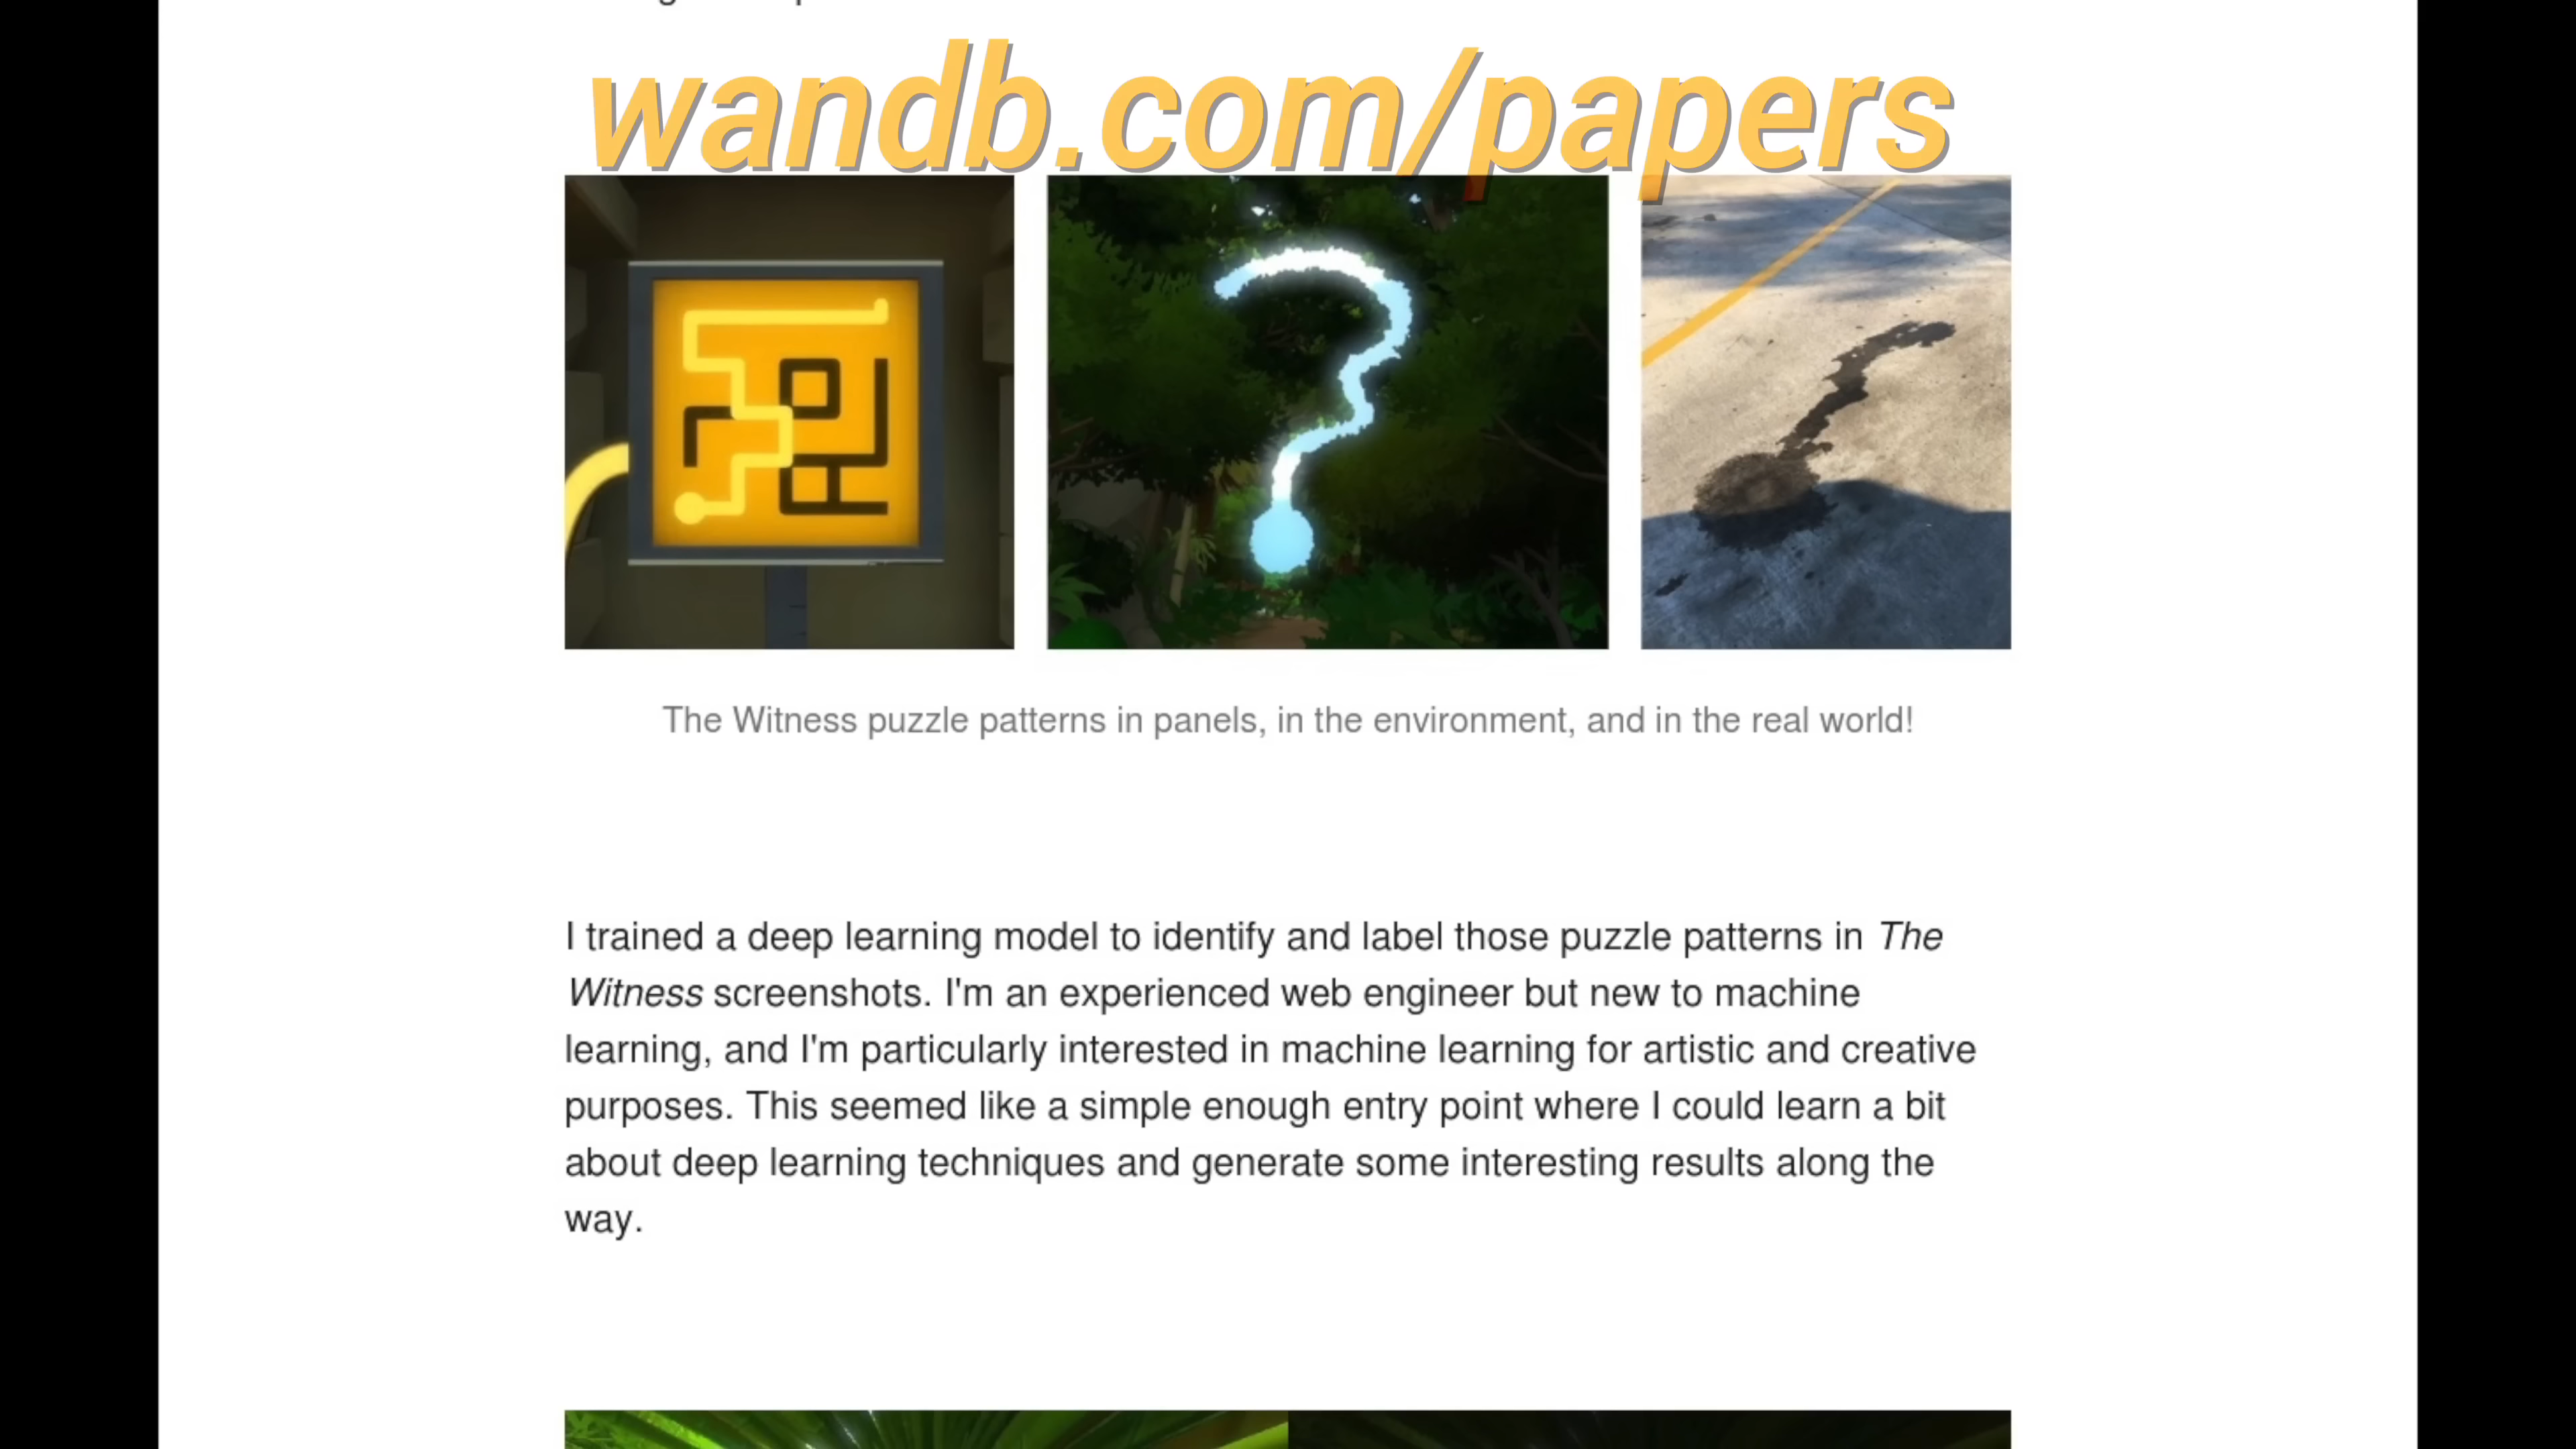 wandb.com/papers
The Witness puzzle patterns in panels, in the environment, and in the real world!
I trained a deep learning model to identify and label those puzzle patterns in The
Witness screenshots. I'm an experienced web engineer but new to machine
learning, and I'm particularly interested in machine learning for artistic and creative
purposes. This seemed like a simple enough entry point where I could learn a bit
about deep learning techniques and generate some interesting results along the
way.